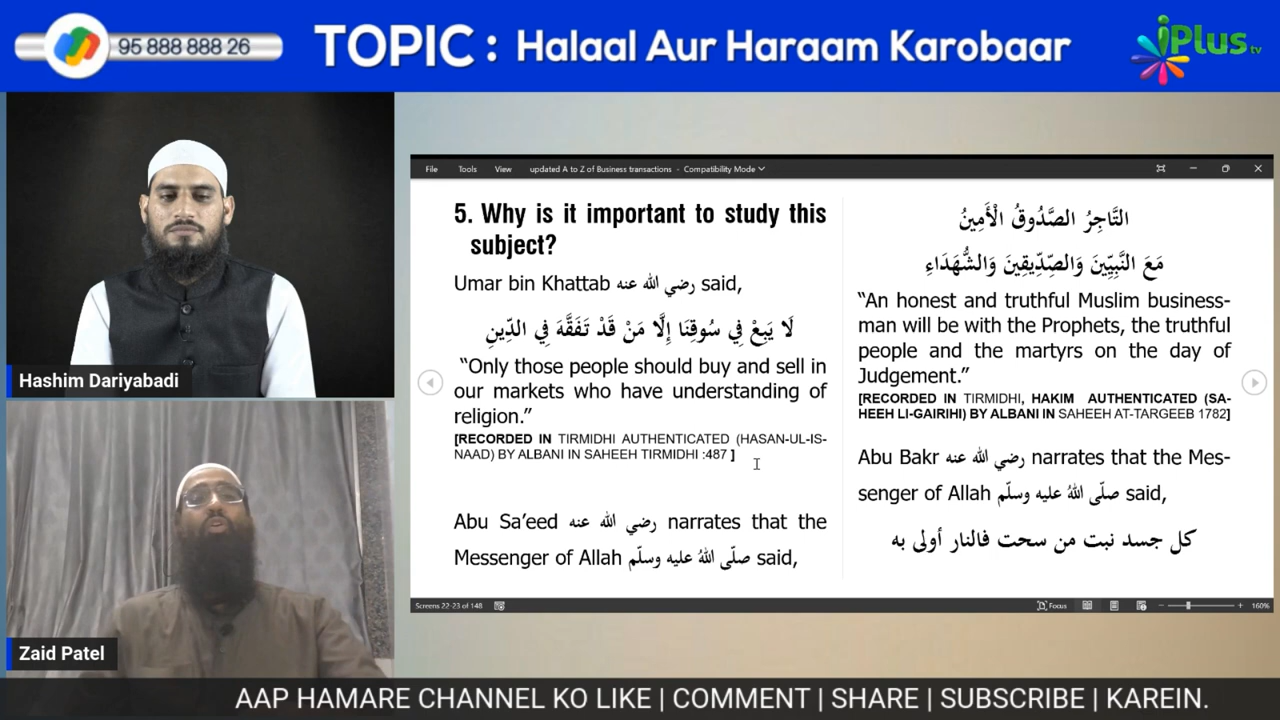 95 888 888 26
TOPIC : Halaal Aur Haraam Karobaar
iPlus tv
Hashim Dariyabadi
Zaid Patel
File Tools View updated A to Z of Business transactions - Compatibility Mode
5. Why is it important to study this
subject?
Umar bin Khattab رضي الله عنه said,
لَا يَبِعْ فِي سُوقِنَا إِلَّا مَنْ قَدْ تَفَقَّهَ فِي الدِّينِ
“Only those people should buy and sell in
our markets who have understanding of
religion.”
[RECORDED IN TIRMIDHI AUTHENTICATED (HASAN-UL-IS-
NAAD) BY ALBANI IN SAHEEH TIRMIDHI :487 ]
Abu Sa’eed رضي الله عنه narrates that the
Messenger of Allah صلّى اللهُ عليه وسلّم said,
التَّاجِرُ الصَّدُوقُ الْأَمِينُ
مَعَ النَّبِيِّينَ وَالصِّدِّيقِينَ وَالشُّهَدَاءِ
“An honest and truthful Muslim business-
man will be with the Prophets, the truthful
people and the martyrs on the day of
Judgement.”
[RECORDED IN TIRMIDHI, HAKIM AUTHENTICATED (SA-
HEEH LI-GAIRIHI) BY ALBANI IN SAHEEH AT-TARGEEB 1782]
Abu Bakr رضي الله عنه narrates that the Mes-
senger of Allah صلّى اللهُ عليه وسلّم said,
كل جسد نبت من سحت فالنار أولى به
Screens 22-23 of 148
Focus
160%
AAP HAMARE CHANNEL KO LIKE | COMMENT | SHARE | SUBSCRIBE | KAREIN.